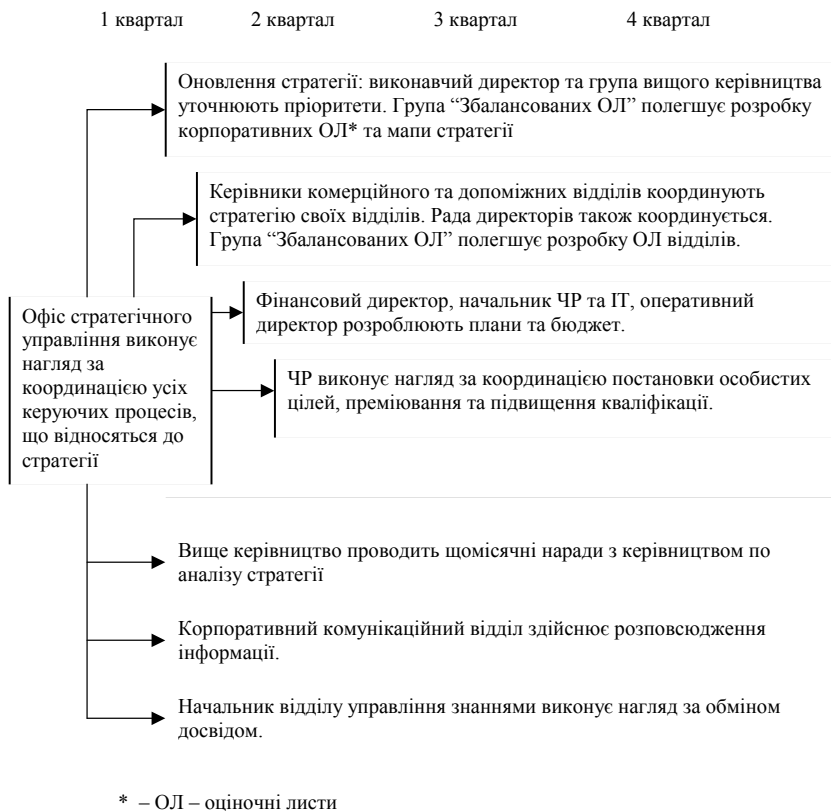 1 квартал 2 квартал 3 квартал 4 квартал
Оновлення стратегії: виконавчий директор та група вищого керівництва
уточнюють пріоритети. Група “Збалансованих ОЛ” полегшує розробку
корпоративних ОЛ* та мапи стратегії
Керівники комерційного та допоміжних відділів координують
стратегію своїх відділів. Рада директорів також координується.
Група “Збалансованих ОЛ” полегшує розробку ОЛ відділів.
Фінансовий директор, начальник ЧР та ІТ, оперативний
директор розроблюють плани та бюджет.
ЧР виконує нагляд за координацією постановки особистих
цілей, преміювання та підвищення кваліфікації.
Офіс стратегічного
управління виконує
нагляд за
координацією усіх
керуючих процесів,
що відносяться до
стратегії
Вище керівництво проводить щомісячні наради з керівництвом по
аналізу стратегії
Корпоративний комунікаційний відділ здійснює розповсюдження
інформації.
Начальник відділу управління знаннями виконує нагляд за обміном
досвідом.
* – ОЛ – оціночні листи